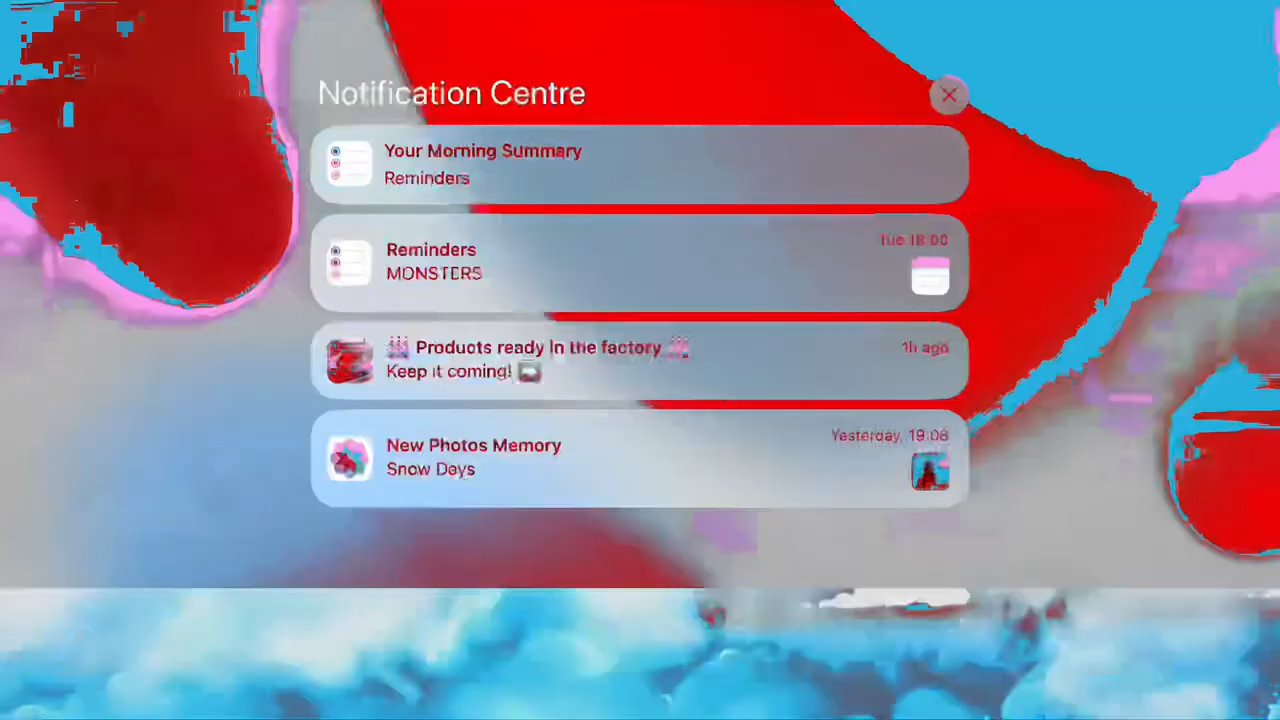 Notification Centre
Your Morning Summary
Reminders
Reminders
Tue 18:00
MONSTERS
Products ready in the factory
1h ago
Keep it coming!
New Photos Memory
Yesterday, 19:08
Snow Days